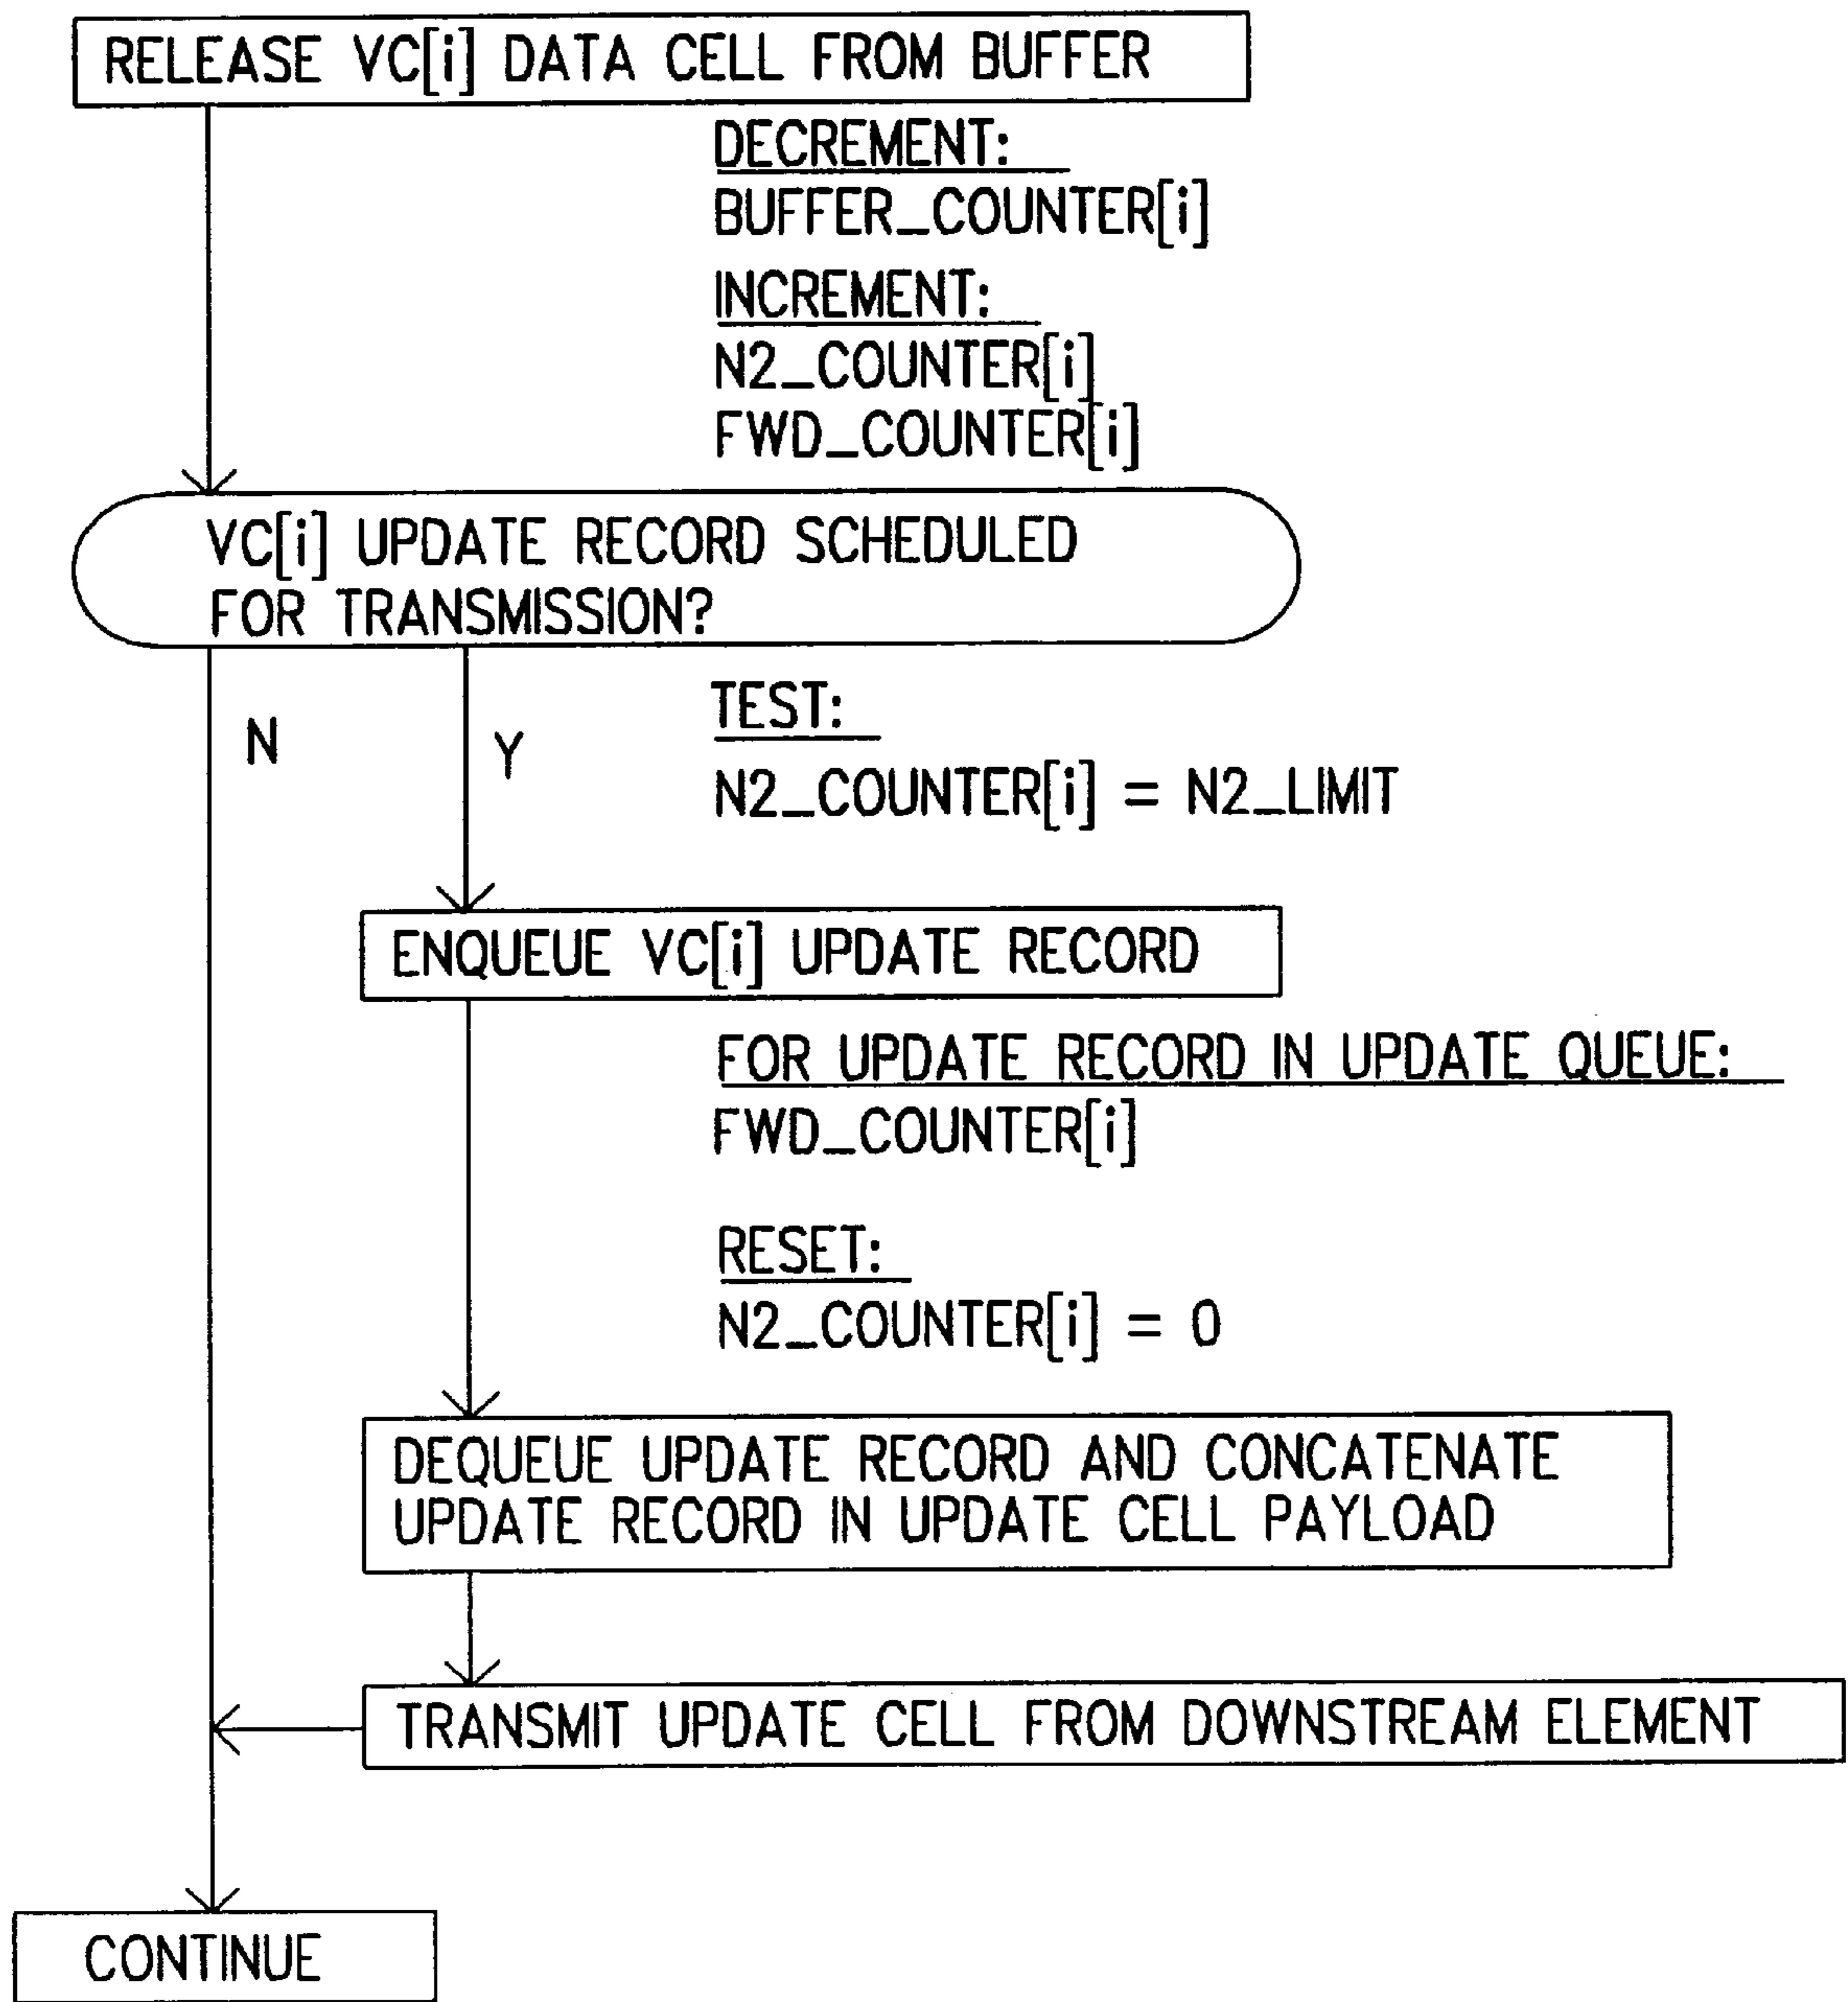 RELEASE VC[i] DATA CELL FROM BUFFER
DECREMENT:
BUFFER_COUNTER[i]
INCREMENT:
N2_COUNTER[i]
FWD_COUNTER[i]
VC[i] UPDATE RECORD SCHEDULED
FOR TRANSMISSION?
N
Y
TEST:
N2_COUNTER[i] = N2_LIMIT
ENQUEUE VC[i] UPDATE RECORD
FOR UPDATE RECORD IN UPDATE QUEUE:
FWD_COUNTER[i]
RESET:
N2_COUNTER[i] = 0
DEQUEUE UPDATE RECORD AND CONCATENATE
UPDATE RECORD IN UPDATE CELL PAYLOAD
TRANSMIT UPDATE CELL FROM DOWNSTREAM ELEMENT
CONTINUE